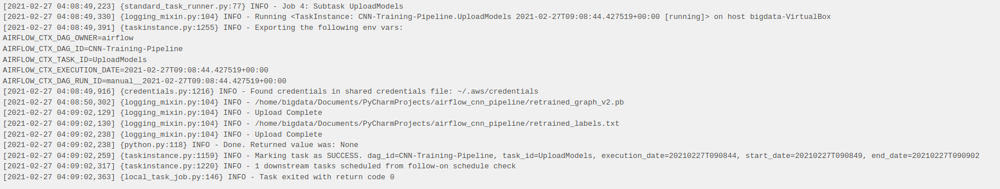 [2021-02-27 04:08:49,223] {standard_task_runner.py:77} INFO - Job 4: Subtask UploadModels
[2021-02-27 04:08:49,330] {logging_mixin.py:104} INFO - Running <TaskInstance: CNN-Training-Pipeline.UploadModels 2021-02-27T09:08:44.427519+00:00 [running]> on host bigdata-VirtualBox
[2021-02-27 04:08:49,391] {taskinstance.py:1255} INFO - Exporting the following env vars:
AIRFLOW_CTX_DAG_OWNER=airflow
AIRFLOW_CTX_DAG_ID=CNN-Training-Pipeline
AIRFLOW_CTX_TASK_ID=UploadModels
AIRFLOW_CTX_EXECUTION_DATE=2021-02-27T09:08:44.427519+00:00
AIRFLOW_CTX_DAG_RUN_ID=manual__2021-02-27T09:08:44.427519+00:00
[2021-02-27 04:08:49,916] {credentials.py:1216} INFO - Found credentials in shared credentials file: ~/.aws/credentials
[2021-02-27 04:08:50,302] {logging_mixin.py:104} INFO - /home/bigdata/Documents/PyCharmProjects/airflow_cnn_pipeline/retrained_graph_v2.pb
[2021-02-27 04:09:02,129] {logging_mixin.py:104} INFO - Upload Complete
[2021-02-27 04:09:02,130] {logging_mixin.py:104} INFO - /home/bigdata/Documents/PyCharmProjects/airflow_cnn_pipeline/retrained_labels.txt
[2021-02-27 04:09:02,238] {logging_mixin.py:104} INFO - Upload Complete
[2021-02-27 04:09:02,238] {python.py:118} INFO - Done. Returned value was: None
[2021-02-27 04:09:02,259] {taskinstance.py:1159} INFO - Marking task as SUCCESS. dag_id=CNN-Training-Pipeline, task_id=UploadModels, execution_date=20210227T090844, start_date=20210227T090849, end_date=20210227T090902
[2021-02-27 04:09:02,317] {taskinstance.py:1220} INFO - 1 downstream tasks scheduled from follow-on schedule check
[2021-02-27 04:09:02,363] {local_task_job.py:146} INFO - Task exited with return code 0